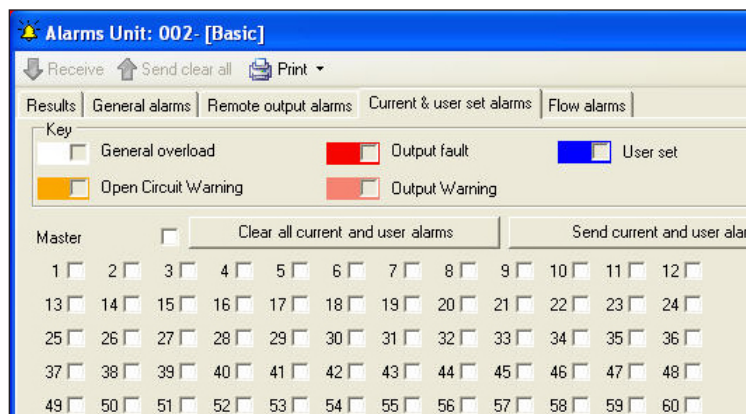 Alarms Unit: 002- [Basic]
Receive Send clear all Print
Results General alarms Remote output alarms Current & user set alarms Flow alarms
Key
General overload Output fault User set
Open Circuit Warning Output Warning
Master Clear all current and user alarms Send current and user alar
1 2 3 4 5 6 7 8 9 10 11 12
13 14 15 16 17 18 19 20 21 22 23 24
25 26 27 28 29 30 31 32 33 34 35 36
37 38 39 40 41 42 43 44 45 46 47 48
49 50 51 52 53 54 55 56 57 58 59 60